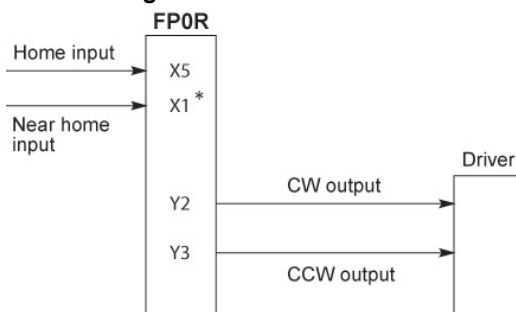 FP0R
Home input
X5
X1 *
Near home
input
Driver
Y2
CW output
Y3
CCW output